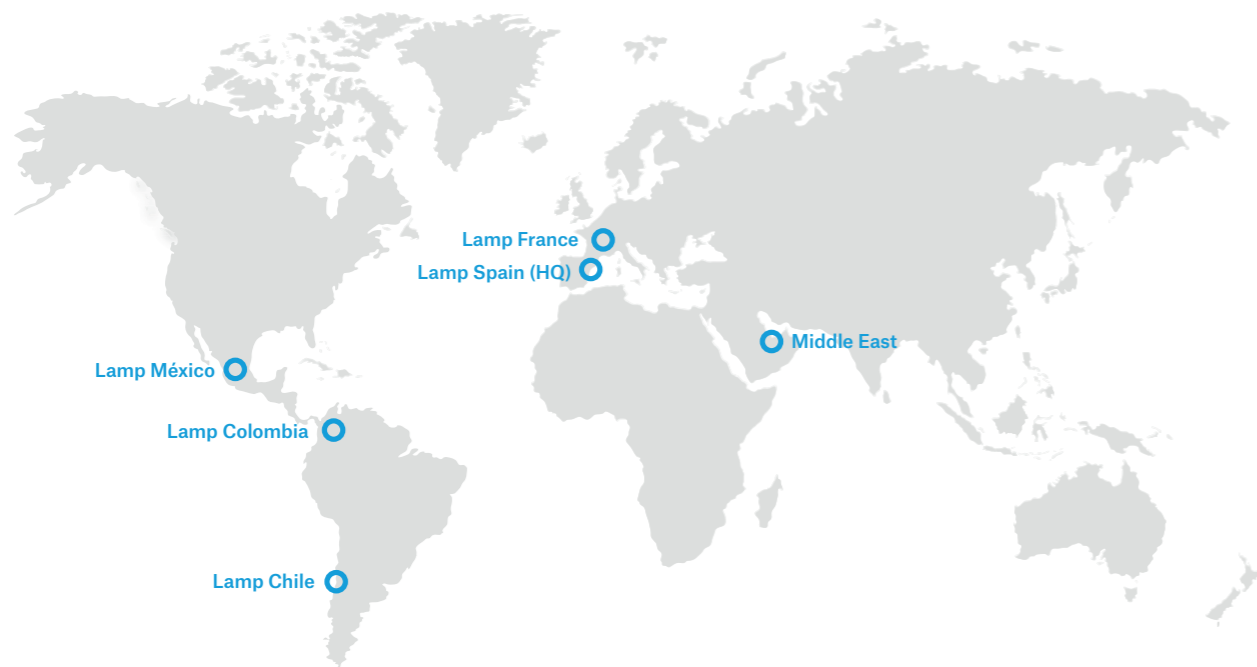 Lamp France
Lamp Spain (HQ)
Middle East
Lamp México
Lamp Colombia
Lamp Chile